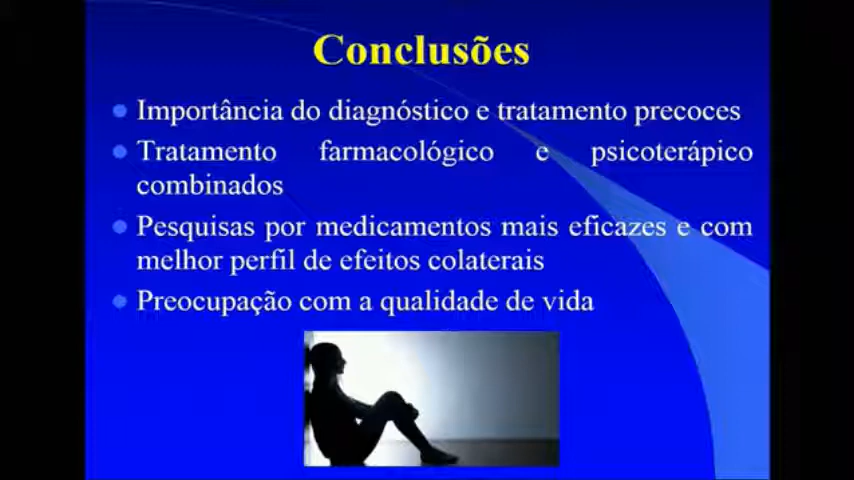 Conclusões
Importância do diagnóstico e tratamento precoces
Tratamento farmacológico e psicoterápico
combinados
Pesquisas por medicamentos mais eficazes e com
melhor perfil de efeitos colaterais
Preocupação com a qualidade de vida